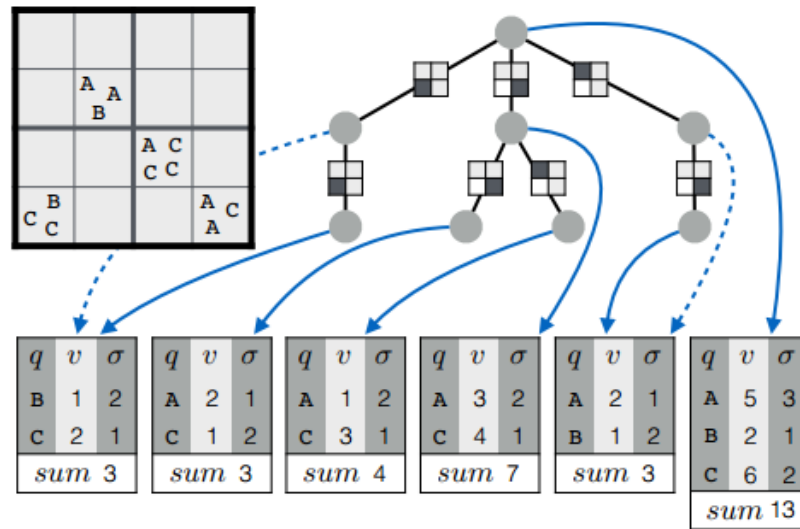 A A
B
A C
C C
B
C C
A C
A
q v σ
B 1 2
C 2 1
sum 3
q v σ
A 2 1
C 1 2
sum 3
q v σ
A 1 2
C 3 1
sum 4
q v σ
A 3 2
C 4 1
sum 7
q v σ
A 2 1
B 1 2
sum 3
q v σ
A 5 3
B 2 1
C 6 2
sum 13